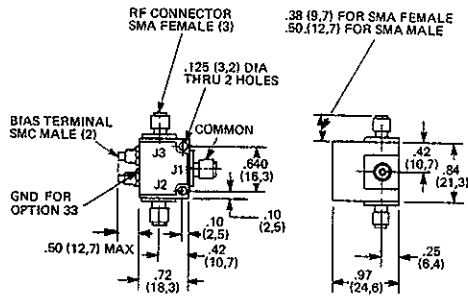 RF CONNECTOR
SMA FEMALE (3)
.38 (9,7) FOR SMA FEMALE
.50 (12,7) FOR SMA MALE
.125 (3,2) DIA
THRU 2 HOLES
BIAS TERMINAL
SMC MALE (2)
COMMON
J3
J1
J2
.640
(16,3)
GND FOR
OPTION 33
.10
(2,5)
.10
(2,5)
.50 (12,7) MAX
.42
(10,7)
.72
(18,3)
.42
(10,7)
.84
(21,3)
.25
(6,4)
.97
(24,6)